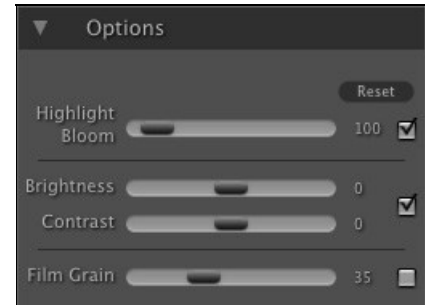 Options
Reset
Highlight
Bloom 100
Brightness 0
Contrast 0
Film Grain 35